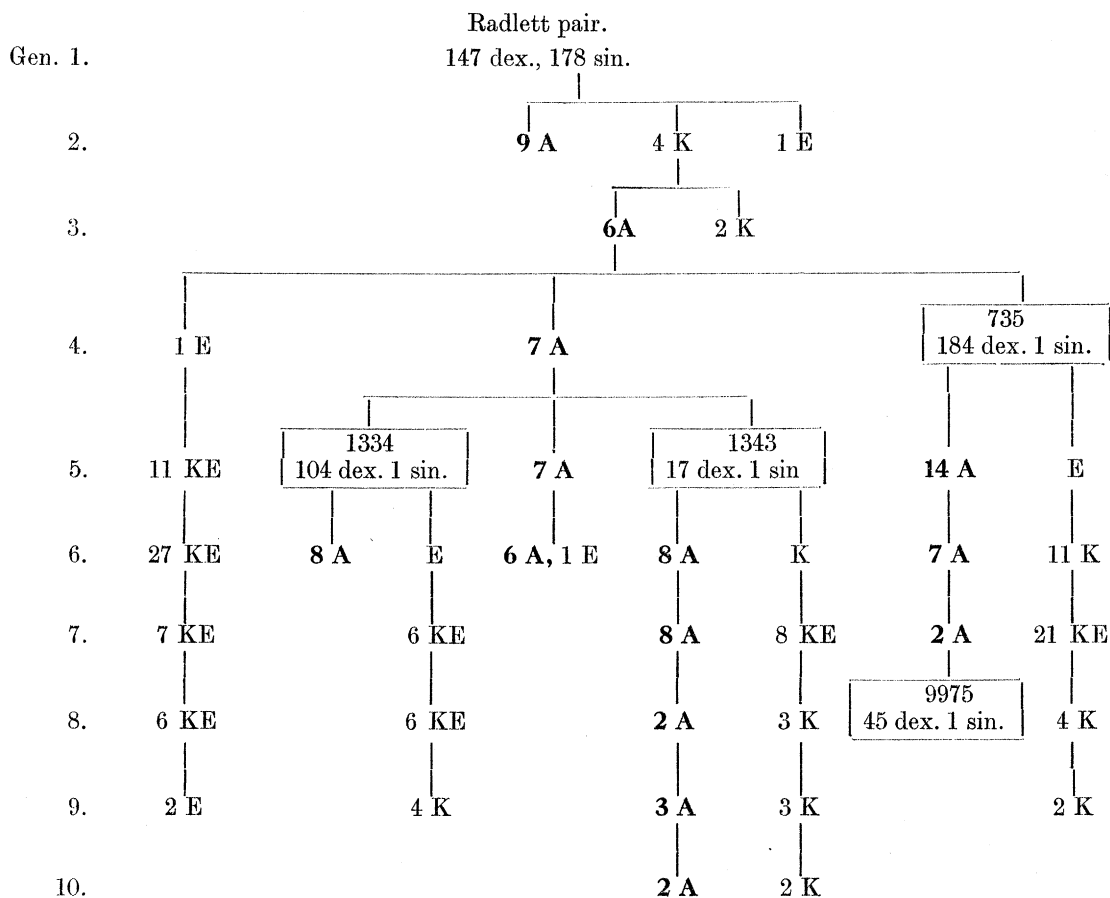 Radlett pair.
Gen. 1. 147 dex., 178 sin.
2. 9 A 4 K 1 E
3. 6A 2 K
735
4. 1 E 7 A 184 dex. 1 sin.
1334 1343
5. 11 KE 104 dex. 1 sin. 7 A 17 dex. 1 sin 14 A E
6. 27 KE 8 A E 6 A, 1 E 8 A K 7 A 11 K
7. 7 KE 6 KE 8 A 8 KE 2 A 21 KE
9975
8. 6 KE 6 KE 2 A 3 K 45 dex. 1 sin. 4 K
9. 2 E 4 K 3 A 3 K 2 K
10. 2 A 2 K